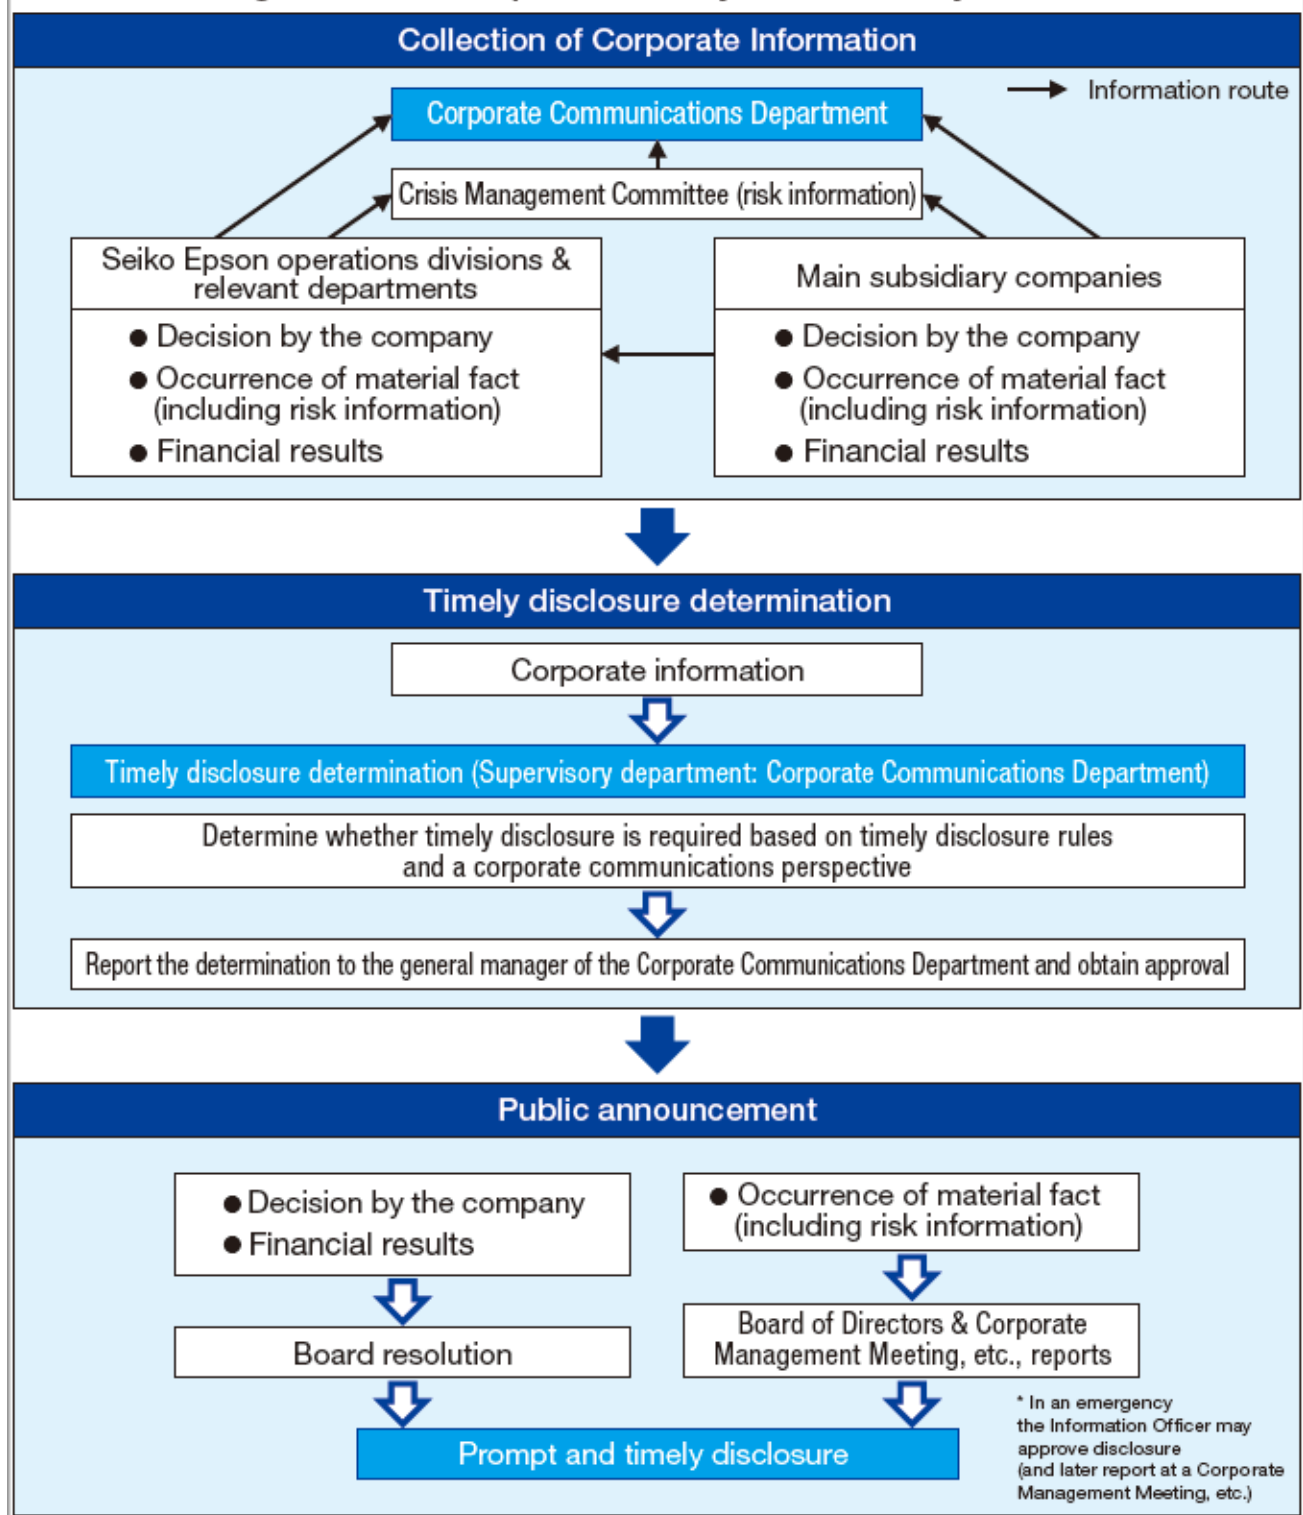 Collection of Corporate Information
Information route
Corporate Communications Department
Crisis Management Committee (risk information)
Seiko Epson operations divisions &
relevant departments
● Decision by the company
● Occurrence of material fact
(including risk information)
● Financial results
Main subsidiary companies
● Decision by the company
● Occurrence of material fact
(including risk information)
● Financial results
Timely disclosure determination
Corporate information
Timely disclosure determination (Supervisory department: Corporate Communications Department)
Determine whether timely disclosure is required based on timely disclosure rules
and a corporate communications perspective
Report the determination to the general manager of the Corporate Communications Department and obtain approval
Public announcement
● Decision by the company
● Financial results
Board resolution
● Occurrence of material fact
(including risk information)
Board of Directors & Corporate
Management Meeting, etc., reports
Prompt and timely disclosure
* In an emergency
the Information Officer may
approve disclosure
(and later report at a Corporate
Management Meeting, etc.)